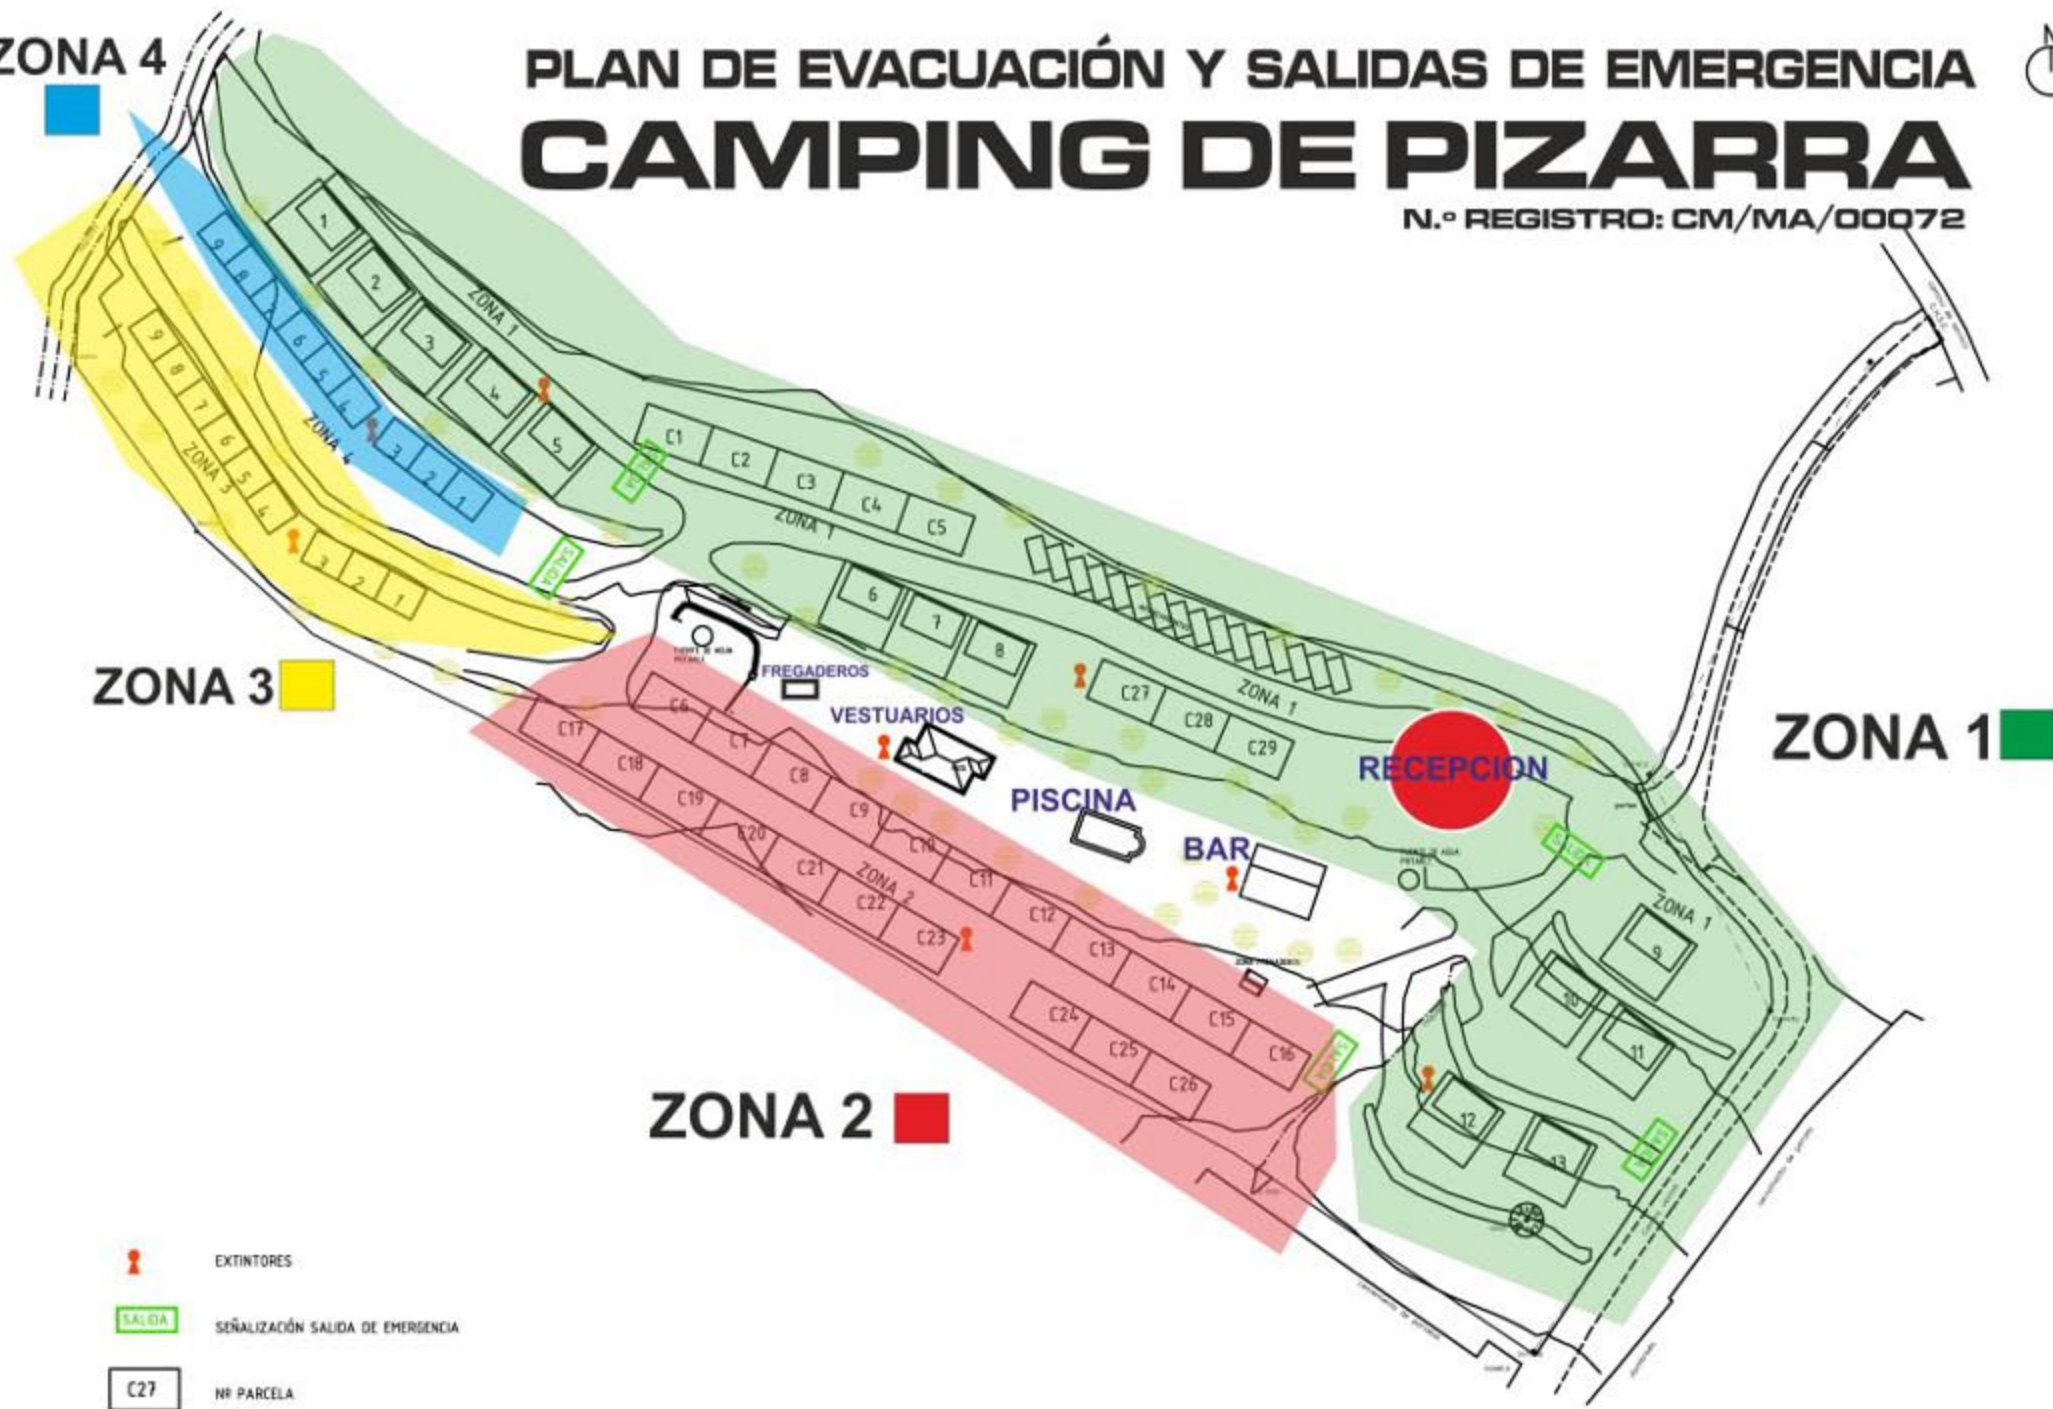 ZONA 4
PLAN DE EVACUACIÓN Y SALIDAS DE EMERGENCIA
CAMPING DE PIZARRA
N.º REGISTRO: CM/MA/00072
N
1
2
3
4
5
ZONA 1
9
8
6
5
4
3
2
1
ZONA 4
9
8
7
6
5
4
3
2
1
ZONA 3
SALIDA
SALIDA
C1
C2
C3
C4
C5
ZONA 1
6
7
8
C27
C28
C29
ZONA 1
RECEPCION
ZONA 3
FREGADEROS
VESTUARIOS
PISCINA
BAR
ZONA 1
C6
C7
C8
C9
C10
C11
C12
C13
C14
C15
C16
C17
C18
C19
C20
C21
C22
C23
C24
C25
C26
ZONA 2
SALIDA
SALIDA
ZONA 1
9
10
11
12
13
SALIDA
ZONA 2
EXTINTORES
SALIDA
SEÑALIZACIÓN SALIDA DE EMERGENCIA
C27
Nº PARCELA